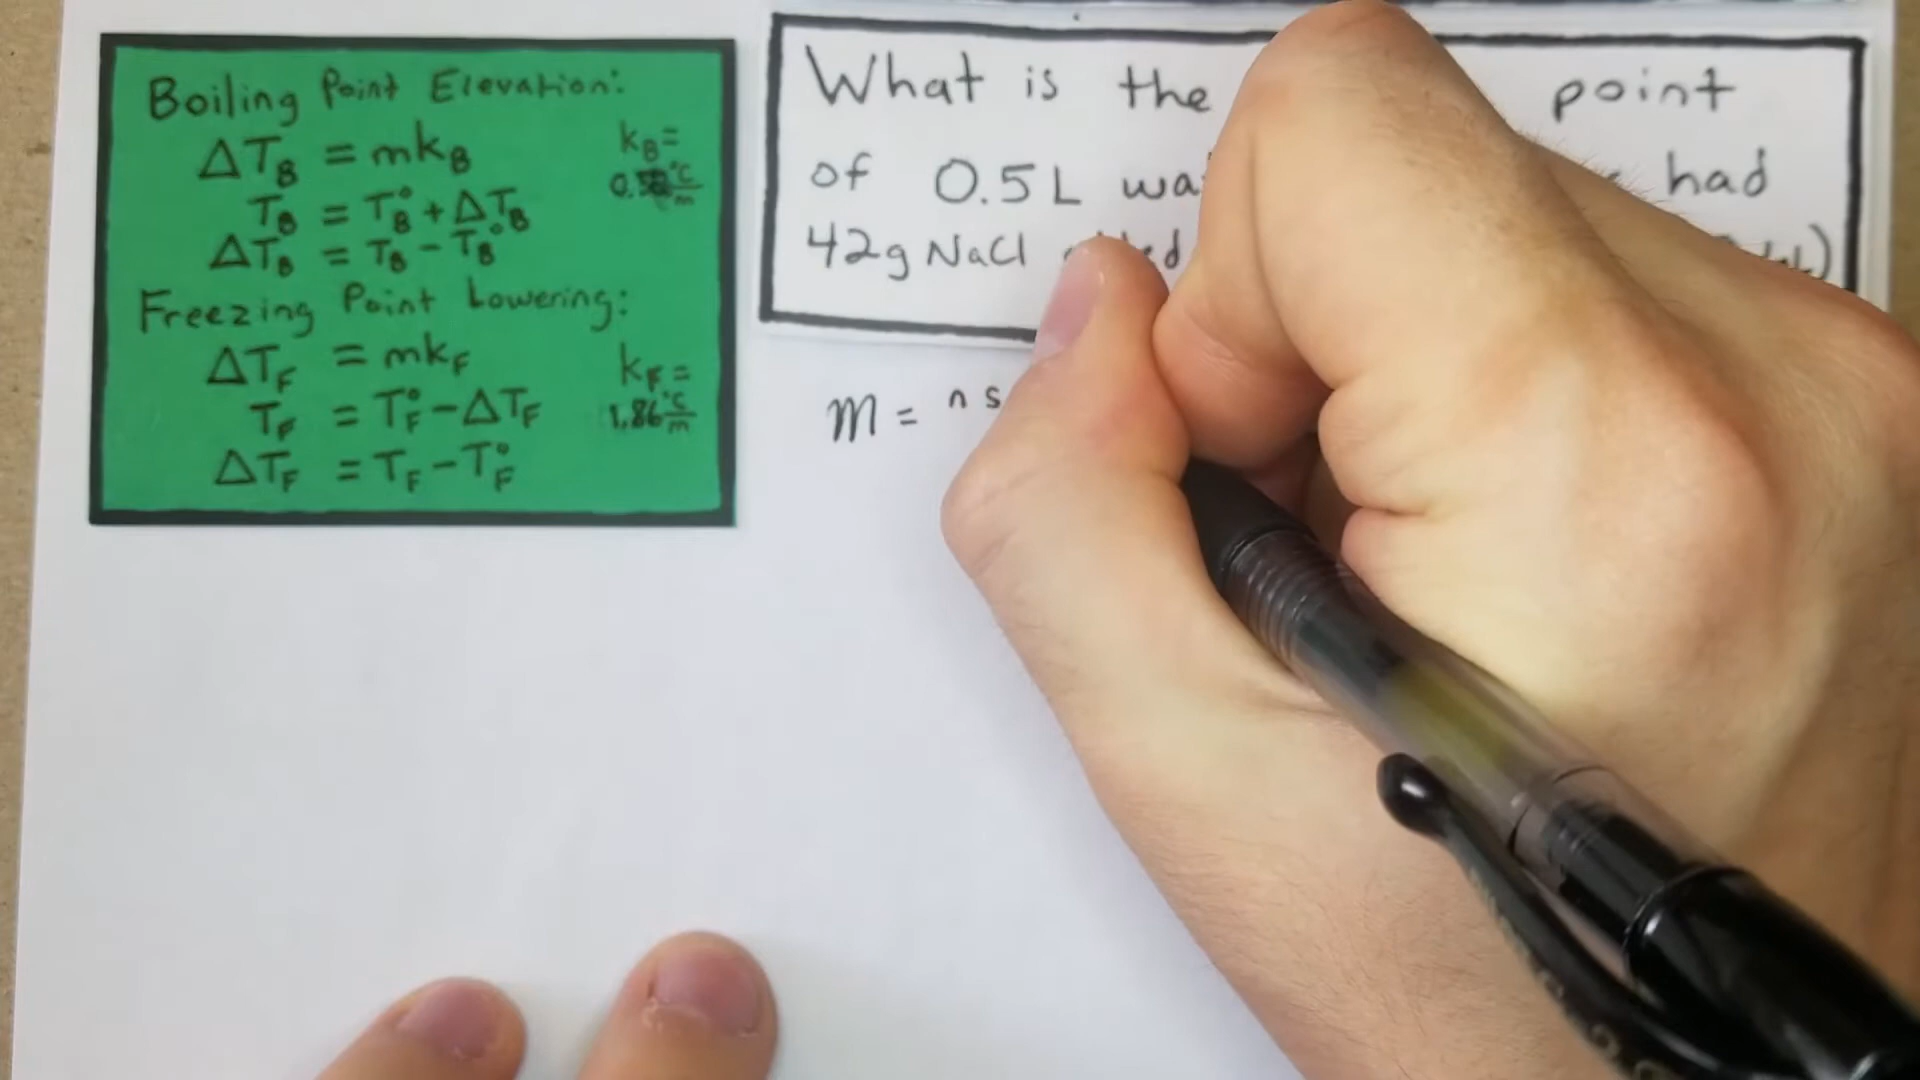 Boiling Point Elevation:
ΔT_B = mk_B
k_B =
T_B = T°_B + ΔT_B
ΔT_B = T_B - T°_B
Freezing Point Lowering:
ΔT_F = mk_F
k_F =
1.86 °C/m
T_F = T°_F - ΔT_F
ΔT_F = T_F - T°_F
What is the point
of 0.5L had
42g NaCl
m = n s